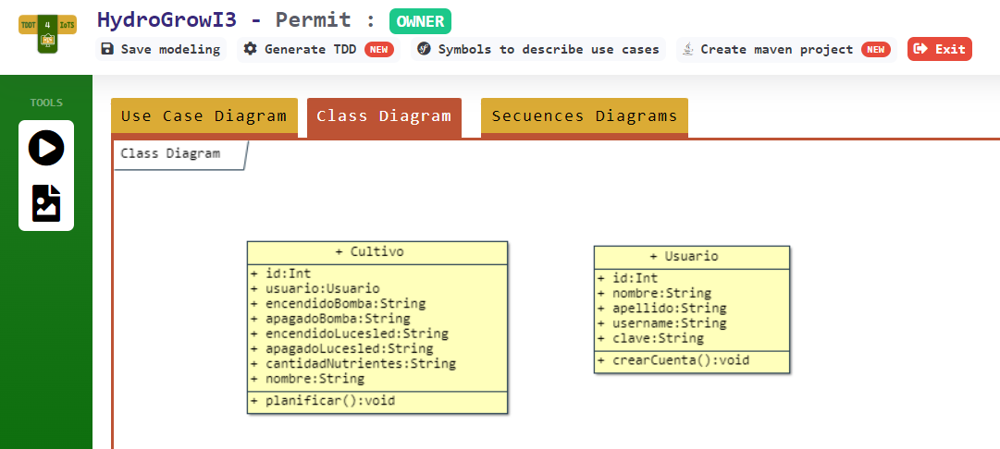 TDDT 4 IoTS
HydroGrowI3 - Permit : OWNER
Save modeling Generate TDD NEW Symbols to describe use cases Create maven project NEW Exit
TOOLS
Use Case Diagram Class Diagram Secuences Diagrams
Class Diagram
+ Cultivo
+ id:Int
+ usuario:Usuario
+ encendidoBomba:String
+ apagadoBomba:String
+ encendidoLucesled:String
+ apagadoLucesled:String
+ cantidadNutrientes:String
+ nombre:String
+ planificar():void
+ Usuario
+ id:Int
+ nombre:String
+ apellido:String
+ username:String
+ clave:String
+ crearCuenta():void